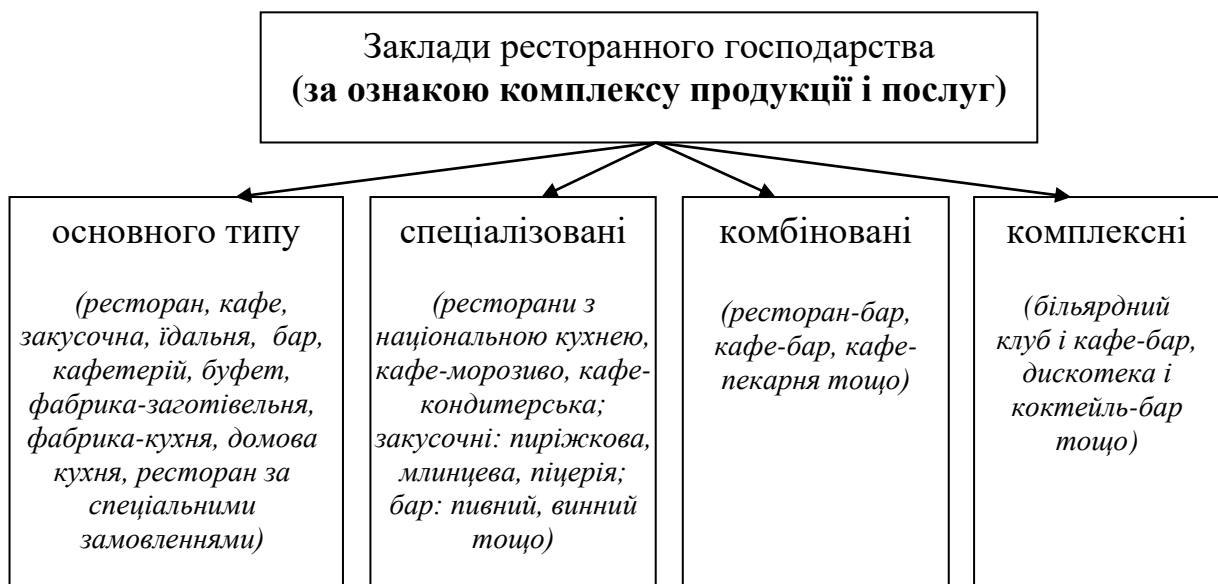 Заклади ресторанного господарства
(за ознакою комплексу продукції і послуг)
основного типу
(ресторан, кафе,
закусочна, їдальня, бар,
кафетерій, буфет,
фабрика-заготівельня,
фабрика-кухня, домова
кухня, ресторан за
спеціальними
замовленнями)
спеціалізовані
(ресторани з
національною кухнею,
кафе-морозиво, кафе-
кондитерська;
закусочні: пиріжкова,
млинцева, піцерія;
бар: пивний, винний
тощо)
комбіновані
(ресторан-бар,
кафе-бар, кафе-
пекарня тощо)
комплексні
(більярдний
клуб і кафе-бар,
дискотека і
коктейль-бар
тощо)